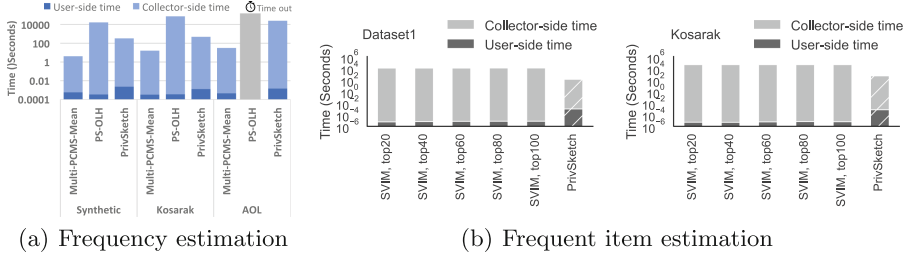 User-side time
Collector-side time
Time out
Time ()Seconds
10000
100
1
0.01
0.0001
Multi-PCMS-Mean
PS-OLH
PrivSketch
Multi-PCMS-Mean
PS-OLH
PrivSketch
Multi-PCMS-Mean
PS-OLH
PrivSketch
Synthetic
Kosarak
AOL
(a) Frequency estimation
Dataset1
Collector-side time
User-side time
Time (Seconds)
10^6
10^4
10^2
10^0
10^-2
10^-4
10^-6
10
SVIM, top20
SVIM, top40
SVIM, top60
SVIM, top80
SVIM, top100
PrivSketch
Kosarak
Collector-side time
User-side time
Time (Seconds)
10^6
10^4
10^2
10^0
10^-2
10^-4
10^-6
10
SVIM, top20
SVIM, top40
SVIM, top60
SVIM, top80
SVIM, top100
PrivSketch
(b) Frequent item estimation